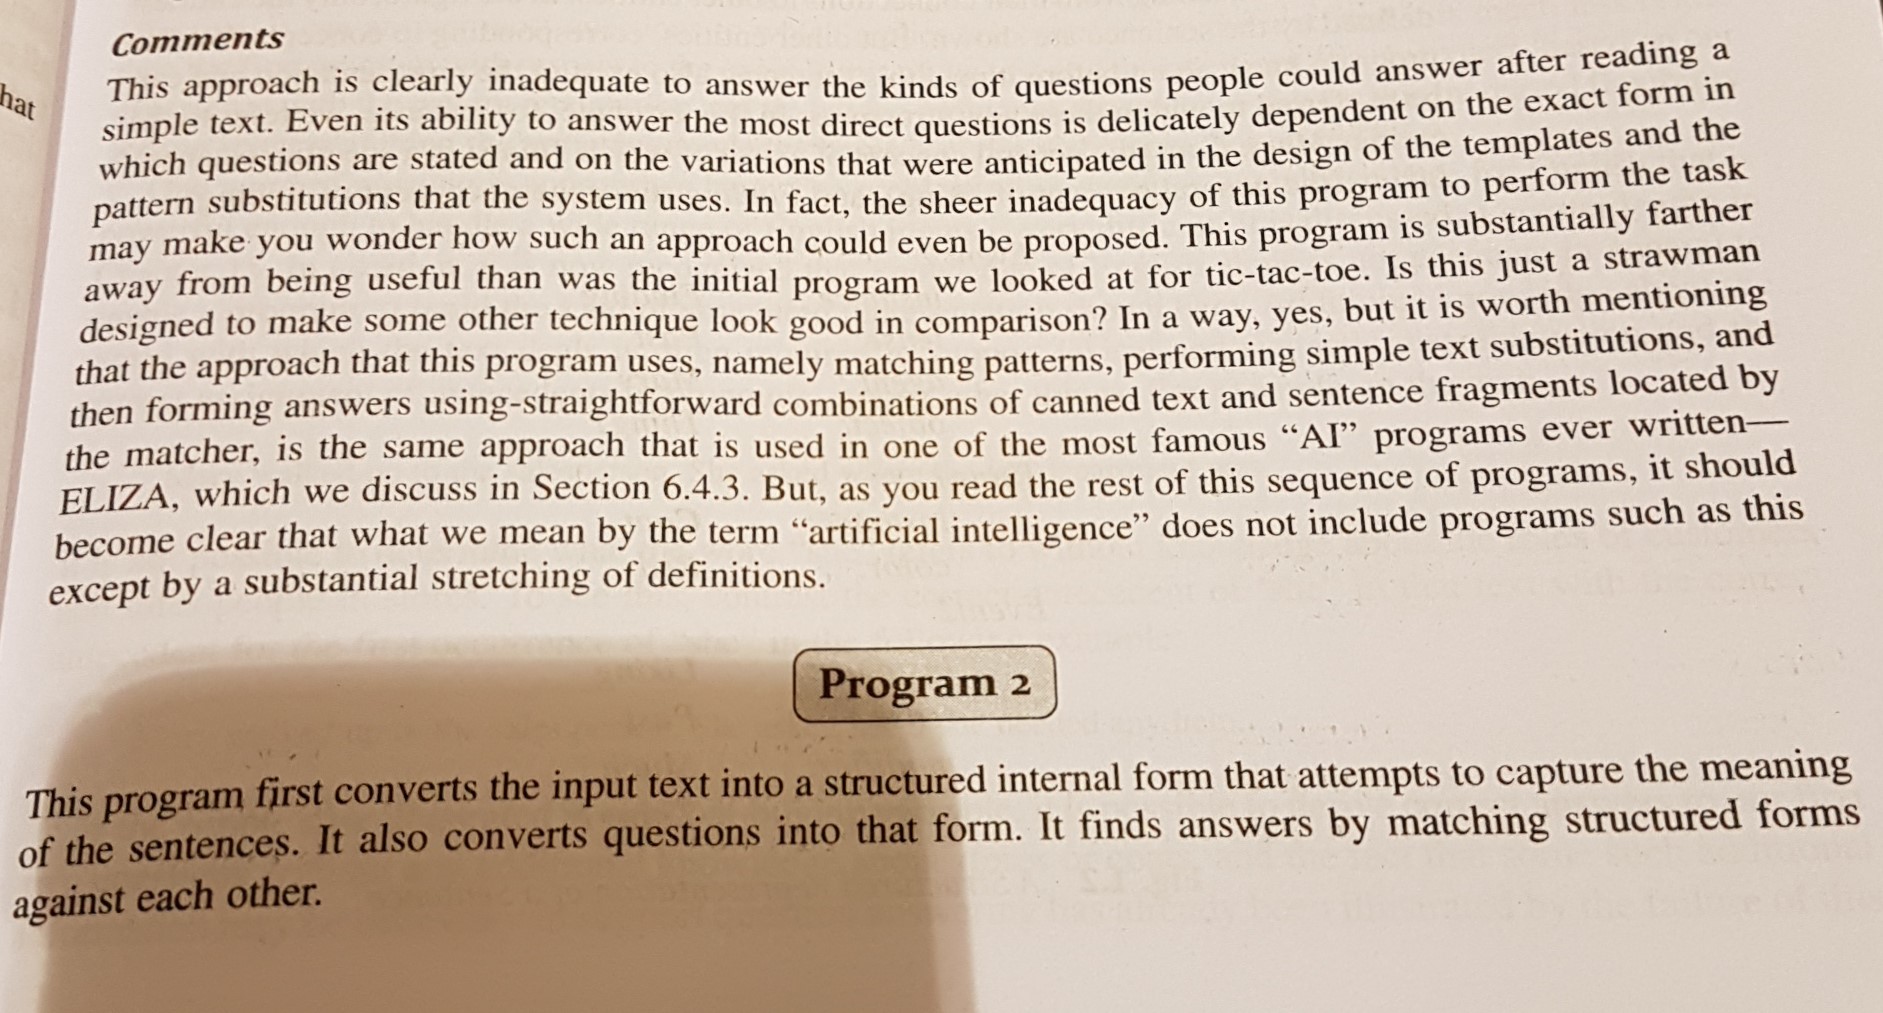 Comments
hat
This approach is clearly inadequate to answer the kinds of questions people could answer after reading a
simple text. Even its ability to answer the most direct questions is delicately dependent on the exact form in
which questions are stated and on the variations that were anticipated in the design of the templates and the
pattern substitutions that the system uses. In fact, the sheer inadequacy of this program to perform the task
may make you wonder how such an approach could even be proposed. This program is substantially farther
away from being useful than was the initial program we looked at for tic-tac-toe. Is this just a strawman
designed to make some other technique look good in comparison? In a way, yes, but it is worth mentioning
that the approach that this program uses, namely matching patterns, performing simple text substitutions, and
then forming answers using-straightforward combinations of canned text and sentence fragments located by
the matcher, is the same approach that is used in one of the most famous “AI” programs ever written—
ELIZA, which we discuss in Section 6.4.3. But, as you read the rest of this sequence of programs, it should
become clear that what we mean by the term “artificial intelligence” does not include programs such as this
except by a substantial stretching of definitions.
Program 2
This program first converts the input text into a structured internal form that attempts to capture the meaning
of the sentences. It also converts questions into that form. It finds answers by matching structured forms
against each other.